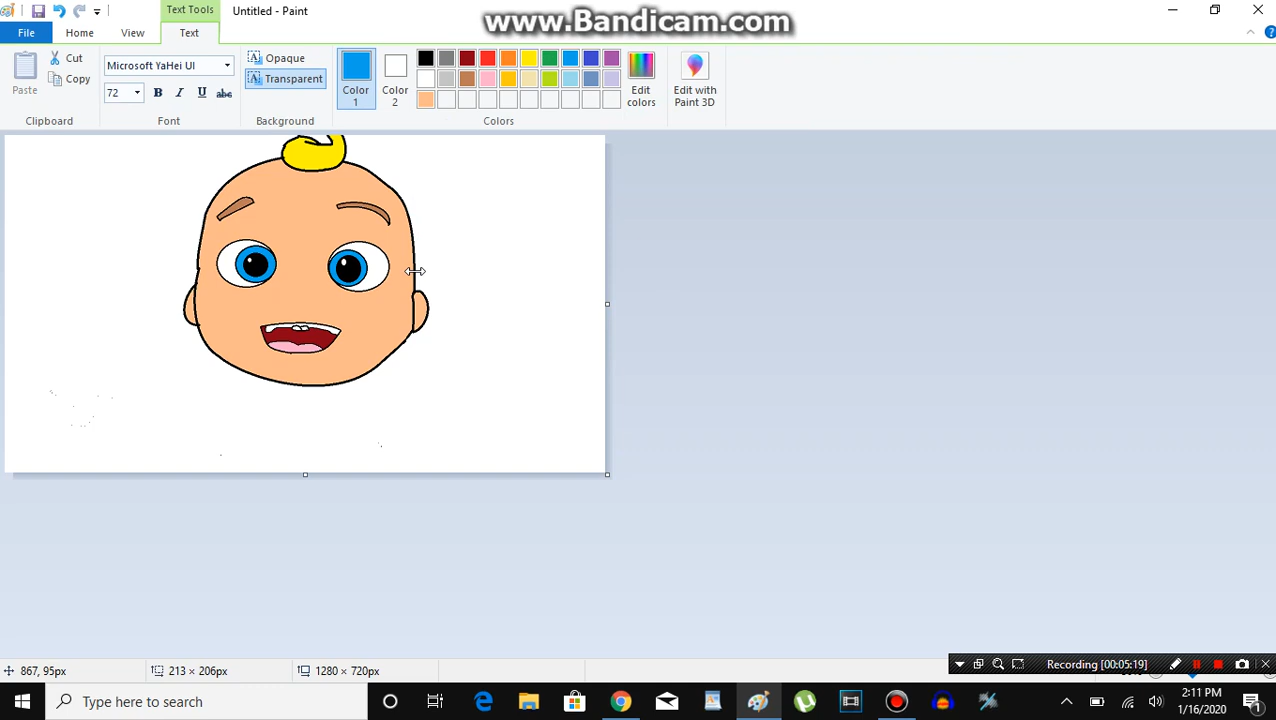 Text Tools
Untitled - Paint
www.Bandicam.com
File
Home
View
Text
Paste
Cut
Copy
Clipboard
Microsoft YaHei UI
72
B
I
U
abc
Font
Opaque
Transparent
Background
Color 1
Color 2
Edit colors
Edit with Paint 3D
Colors
867, 95px
213 × 206px
1280 × 720px
Recording [00:05:19]
Type here to search
2:11 PM
1/16/2020
1